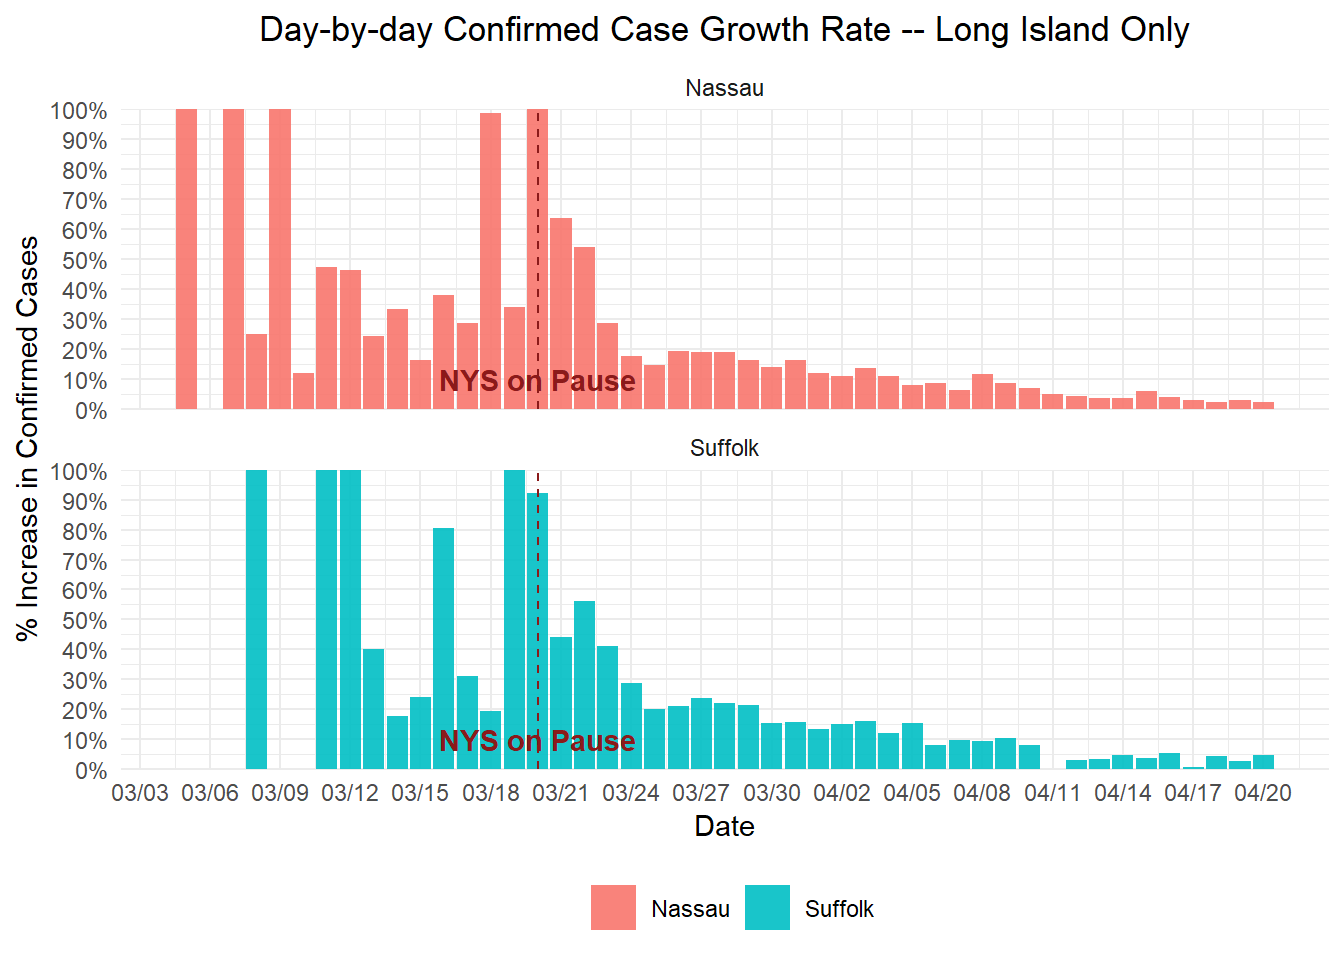 Day-by-day Confirmed Case Growth Rate -- Long Island Only
% Increase in Confirmed Cases
Nassau
100%
90%
80%
70%
60%
50%
40%
30%
20%
10%
0%
NYS on Pause
Suffolk
100%
90%
80%
70%
60%
50%
40%
30%
20%
10%
0%
NYS on Pause
03/03 03/06 03/09 03/12 03/15 03/18 03/21 03/24 03/27 03/30 04/02 04/05 04/08 04/11 04/14 04/17 04/20
Date
Nassau Suffolk